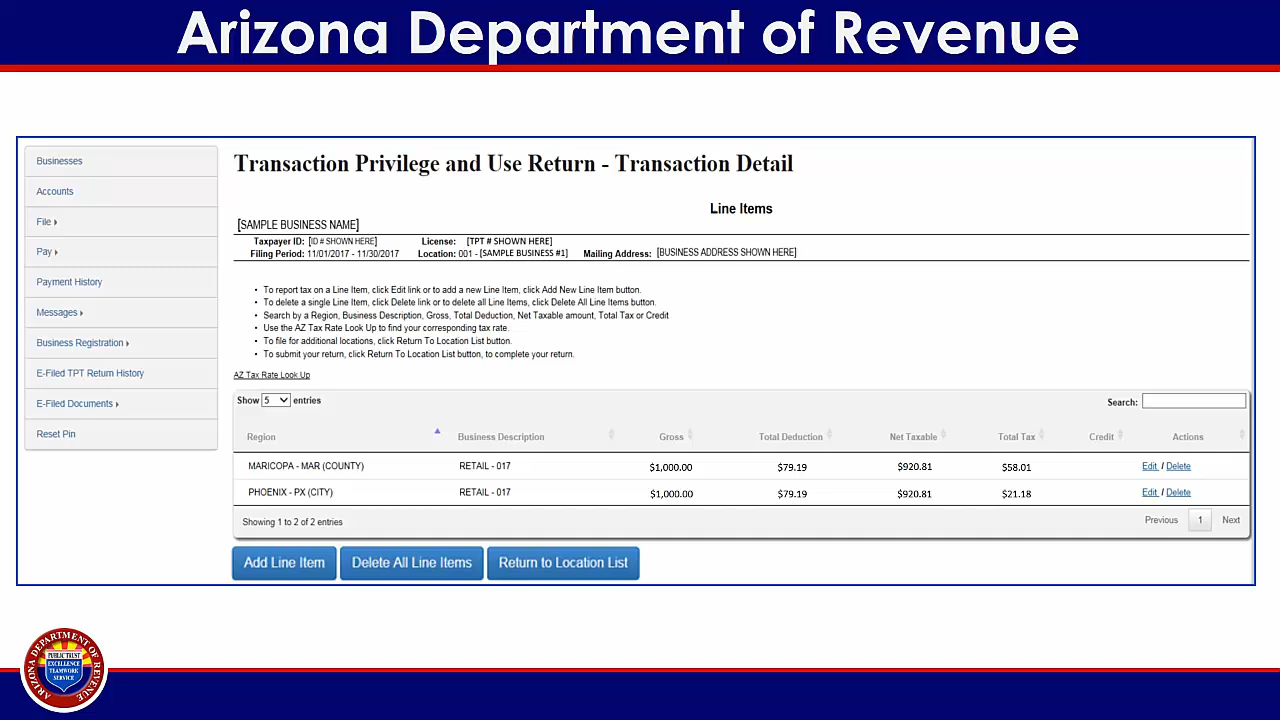 Arizona Department of Revenue
Businesses
Accounts
File
Pay
Payment History
Messages
Business Registration
E-Filed TPT Return History
E-Filed Documents
Reset Pin
Transaction Privilege and Use Return - Transaction Detail
Line Items
[SAMPLE BUSINESS NAME]
Taxpayer ID: [ID # SHOWN HERE] License: [TPT # SHOWN HERE]
Filing Period: 11/01/2017 - 11/30/2017 Location: 001 - [SAMPLE BUSINESS #1] Mailing Address: [BUSINESS ADDRESS SHOWN HERE]
• To report tax on a Line Item, click Edit link or to add a new Line Item, click Add New Line Item button.
• To delete a single Line Item, click Delete link or to delete all Line Items, click Delete All Line Items button.
• Search by a Region, Business Description, Gross, Total Deduction, Net Taxable amount, Total Tax or Credit
• Use the AZ Tax Rate Look Up to find your corresponding tax rate.
• To file for additional locations, click Return To Location List button.
• To submit your return, click Return To Location List button, to complete your return.
AZ Tax Rate Look Up
Show 5 entries Search:
Region Business Description Gross Total Deduction Net Taxable Total Tax Credit Actions
MARICOPA - MAR (COUNTY) RETAIL - 017 $1,000.00 $79.19 $920.81 $58.01 Edit / Delete
PHOENIX - PX (CITY) RETAIL - 017 $1,000.00 $79.19 $920.81 $21.18 Edit / Delete
Showing 1 to 2 of 2 entries Previous 1 Next
Add Line Item Delete All Line Items Return to Location List
ARIZONA DEPARTMENT OF REVENUE
PUBLIC TRUST
EXCELLENCE
TEAMWORK
SERVICE